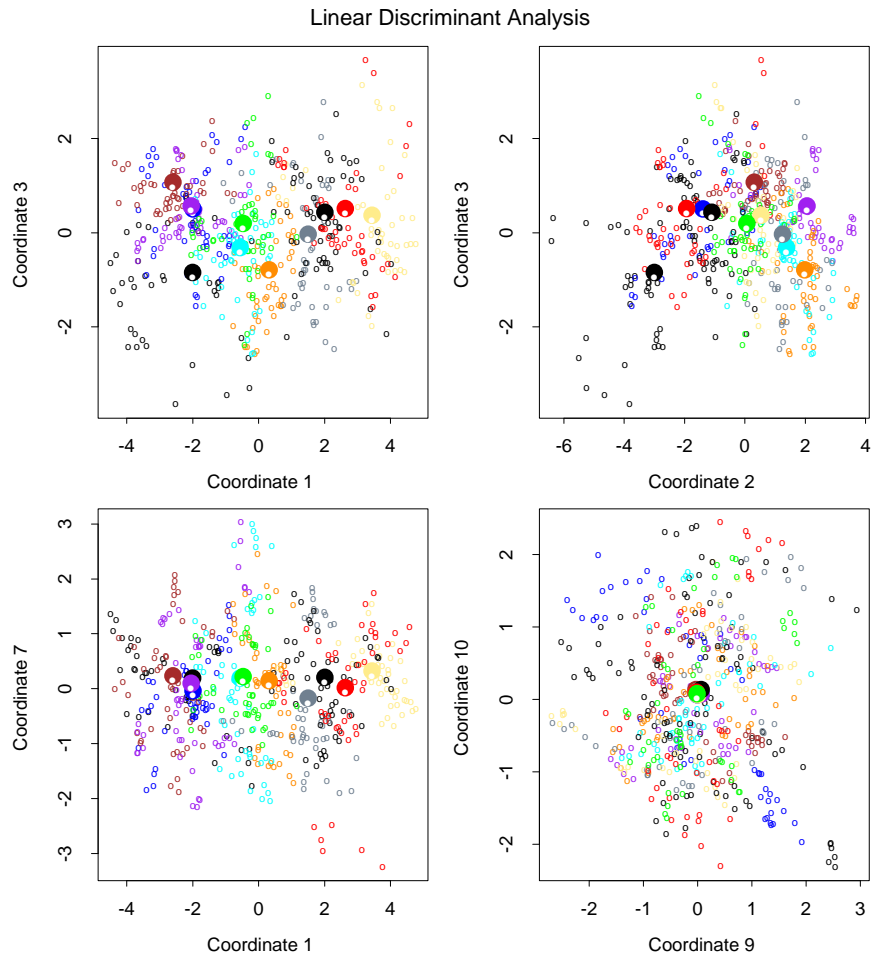 Linear Discriminant Analysis
2
0
-2
Coordinate 3
-4 -2 0 2 4
Coordinate 1
2
0
-2
Coordinate 3
-6 -4 -2 0 2 4
Coordinate 2
3
2
1
0
-1
-2
-3
Coordinate 7
-4 -2 0 2 4
Coordinate 1
2
1
0
-1
-2
Coordinate 10
-2 -1 0 1 2 3
Coordinate 9